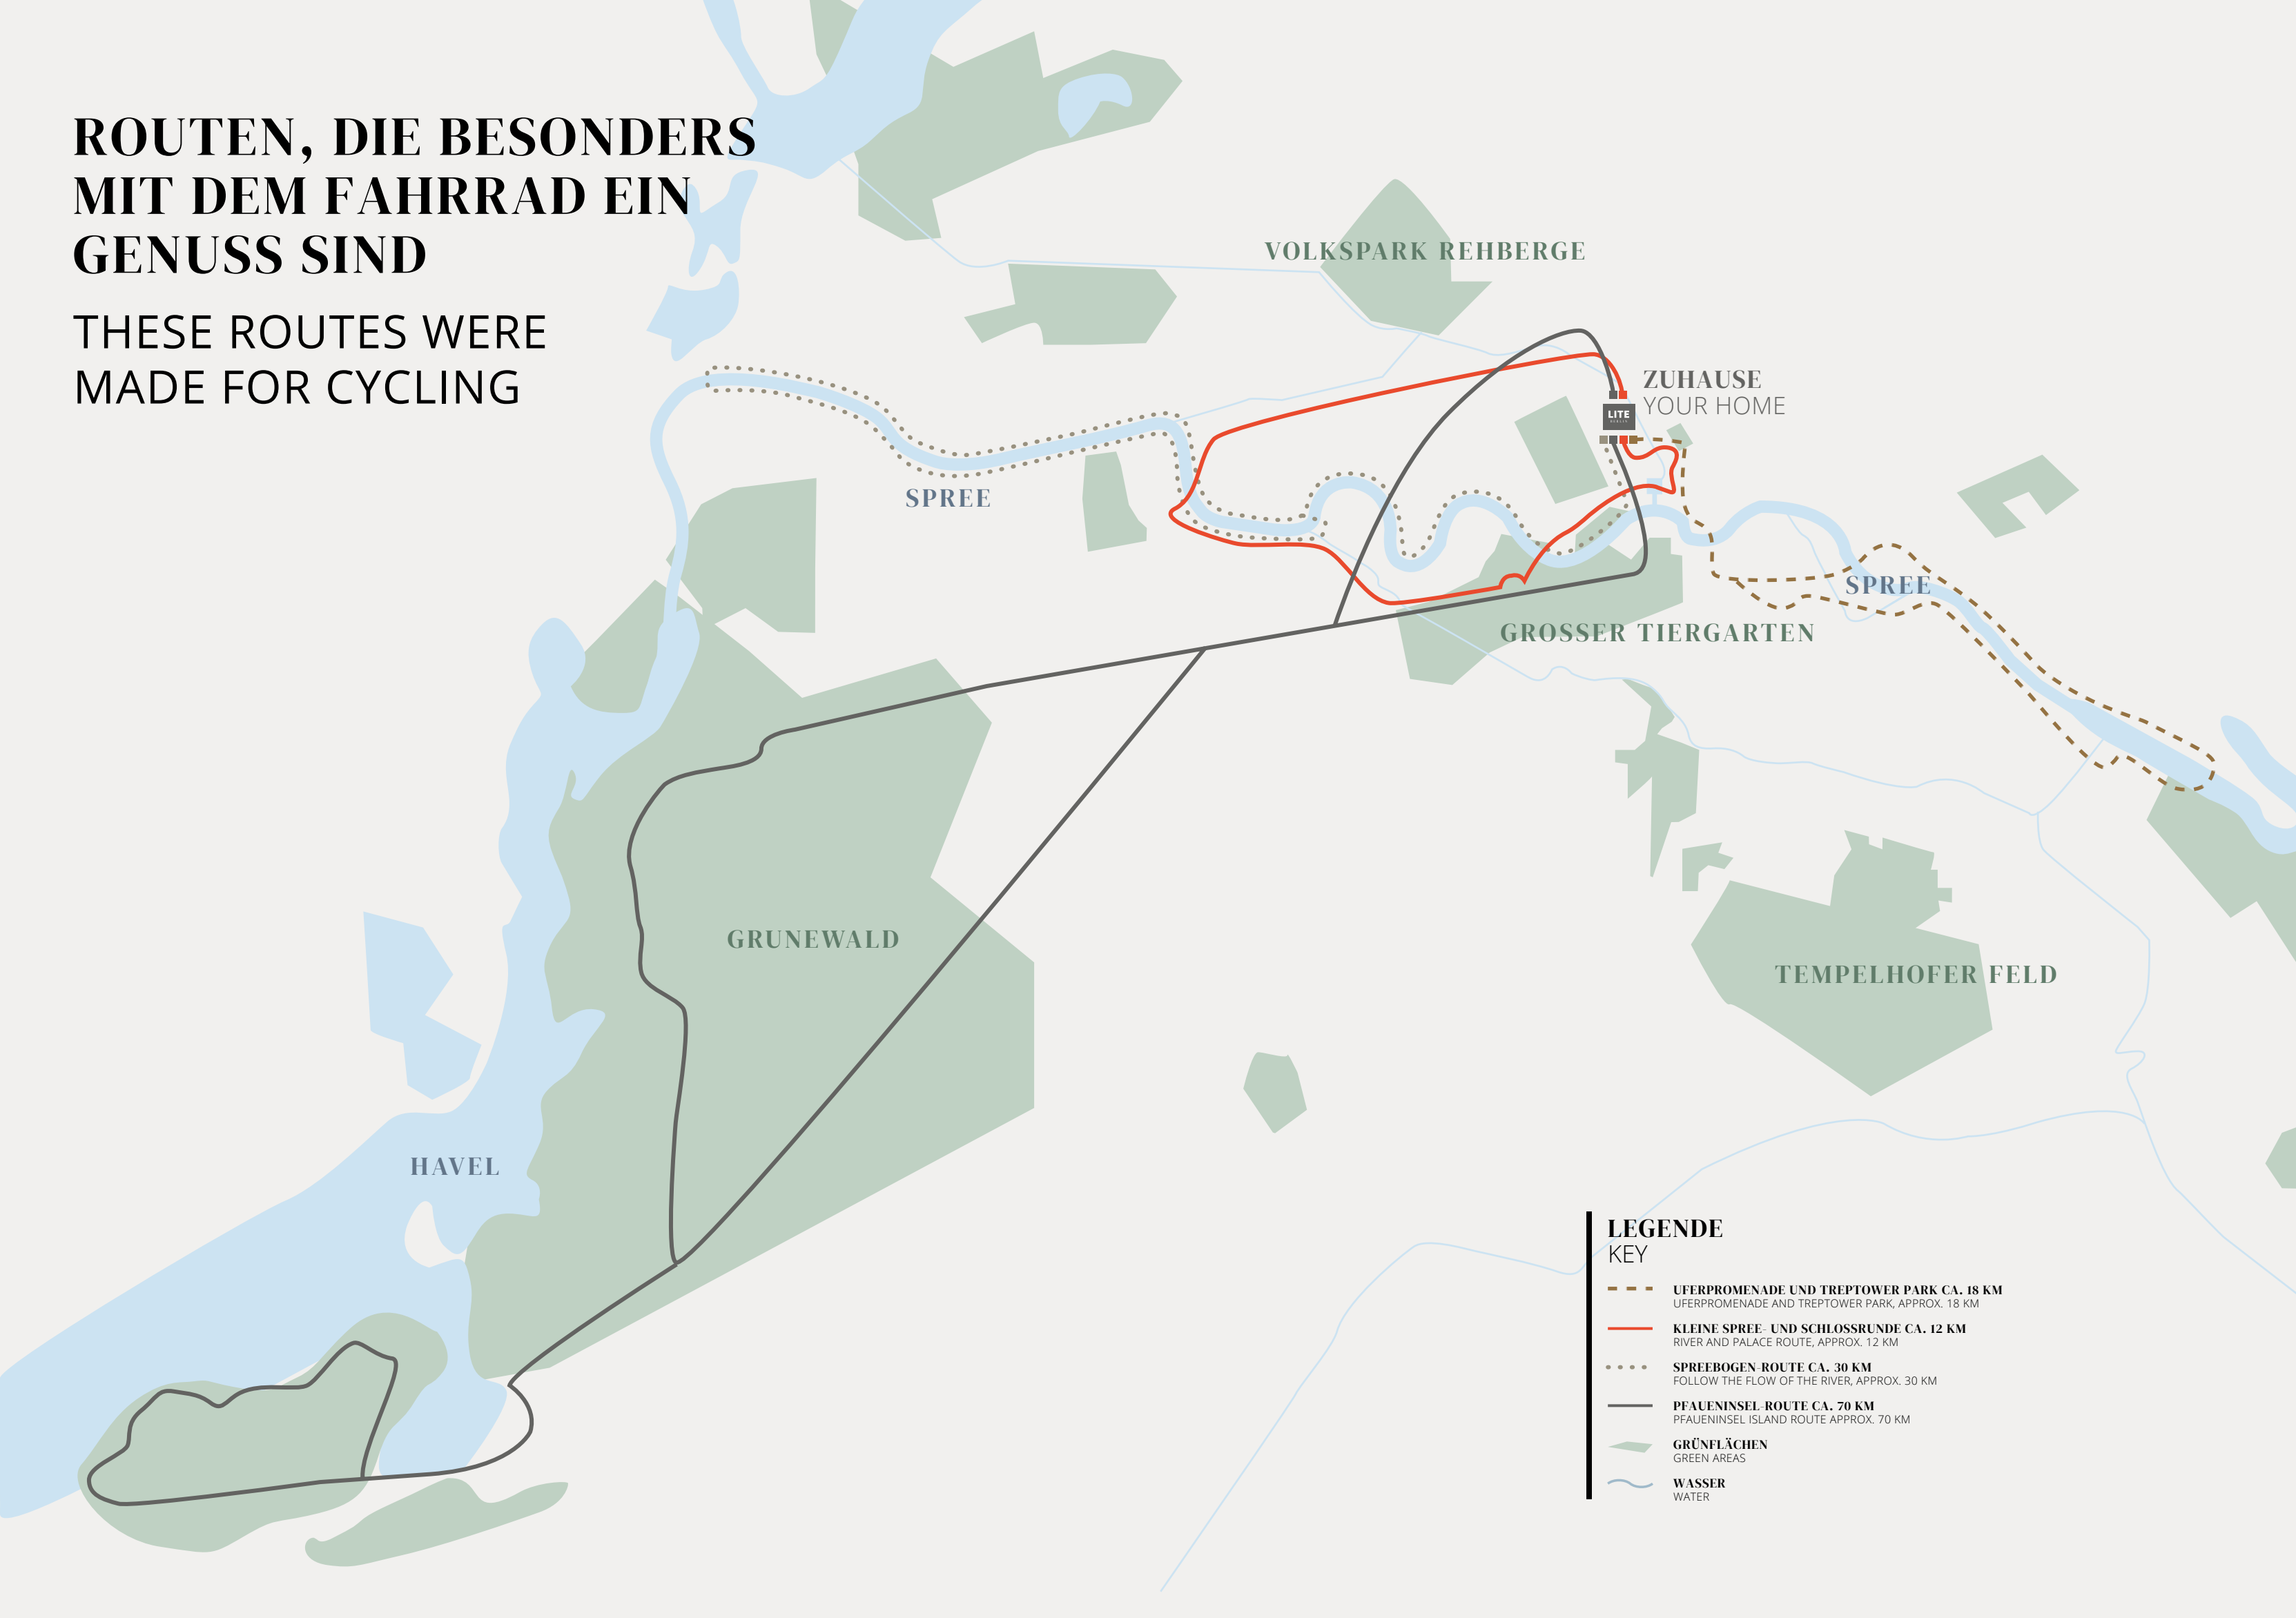 ROUTEN, DIE BESONDERS
MIT DEM FAHRRAD EIN
GENUSS SIND
THESE ROUTES WERE
MADE FOR CYCLING
VOLKSPARK REHBERGE
ZUHAUSE
YOUR HOME
LITE
SPREE
SPREE
GROSSER TIERGARTEN
GRUNEWALD
TEMPELHOFER FELD
HAVEL
LEGENDE
KEY
UFERPROMENADE UND TREPTOWER PARK CA. 18 KM
UFERPROMENADE AND TREPTOWER PARK, APPROX. 18 KM
KLEINE SPREE- UND SCHLOSSRUNDE CA. 12 KM
RIVER AND PALACE ROUTE, APPROX. 12 KM
SPREEBOGEN-ROUTE CA. 30 KM
FOLLOW THE FLOW OF THE RIVER, APPROX. 30 KM
PFAUENINSEL-ROUTE CA. 70 KM
PFAUENINSEL ISLAND ROUTE APPROX. 70 KM
GRÜNFLÄCHEN
GREEN AREAS
WASSER
WATER